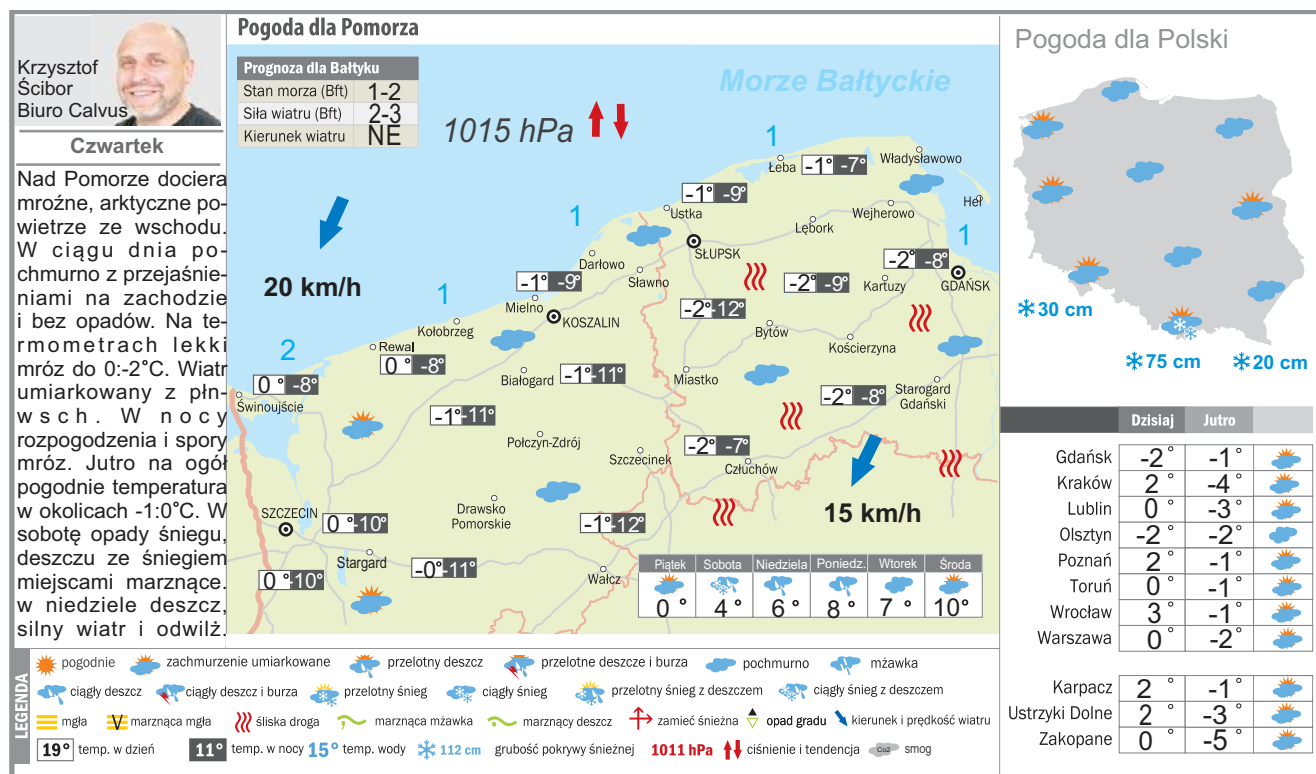 Krzysztof
Ścibor
Biuro Calvus
Czwartek
Nad Pomorze dociera
mroźne, arktyczne po-
wietrze ze wschodu.
W ciągu dnia po-
chmurno z przejaśnie-
niami na zachodzie
i bez opadów. Na te-
rmometrach lekki
mróz do 0:-2°C. Wiatr
umiarkowany z płn-
wsch. W nocy
rozpogodzenia i spory
mróz. Jutro na ogół
pogodnie temperatura
w okolicach -1:0°C. W
sobotę opady śniegu,
deszczu ze śniegiem
miejscami marznące.
w niedziele deszcz,
silny wiatr i odwilż.
Pogoda dla Pomorza
Prognoza dla Bałtyku
Stan morza (Bft) 1-2
Siła wiatru (Bft) 2-3
Kierunek wiatru NE
Morze Bałtyckie
1015 hPa
1
Łeba
-1° -7°
Władysławowo
Hel
-1° -9°
Ustka
Wejherowo
Lębork
1
1
SŁUPSK
Darłowo
Sławno
-2° -8°
GDAŃSK
Kartuzy
-2° -9°
20 km/h
-1° -9°
Mielno
KOSZALIN
1
Kołobrzeg
-2° -12°
Bytów
Kościerzyna
2
Rewal
0° -8°
0° -8°
Świnoujście
Białogard
-1° -11°
Miastko
Starogard
Gdański
-2° -8°
-1° -11°
Połczyn-Zdrój
Szczecinek
-2° -7°
Człuchów
Drawsko
Pomorskie
SZCZECIN
0° -10°
-1° -12°
15 km/h
Stargard
-0° -11°
0° -10°
Wałcz
Piątek Sobota Niedziela Poniedz. Wtorek Środa
0° 4° 6° 8° 7° 10°
Pogoda dla Polski
30 cm
75 cm
20 cm
Dzisiaj Jutro
Gdańsk -2° -1°
Kraków 2° -4°
Lublin 0° -3°
Olsztyn -2° -2°
Poznań 2° -1°
Toruń 0° -1°
Wrocław 3° -1°
Warszawa 0° -2°
Karpacz 2° -1°
Ustrzyki Dolne 2° -3°
Zakopane 0° -5°
LEGENDA
pogodnie zachmurzenie umiarkowane przelotny deszcz przelotne deszcze i burza pochmurno mżawka
ciągły deszcz ciągły deszcz i burza przelotny śnieg ciągły śnieg przelotny śnieg z deszczem ciągły śnieg z deszczem
mgła marznąca mgła śliska droga marznąca mżawka marznący deszcz zamieć śnieżna opad gradu kierunek i prędkość wiatru
19° temp. w dzień 11° temp. w nocy 15° temp. wody 112 cm grubość pokrywy śnieżnej 1011 hPa ciśnienie i tendencja Co2 smog